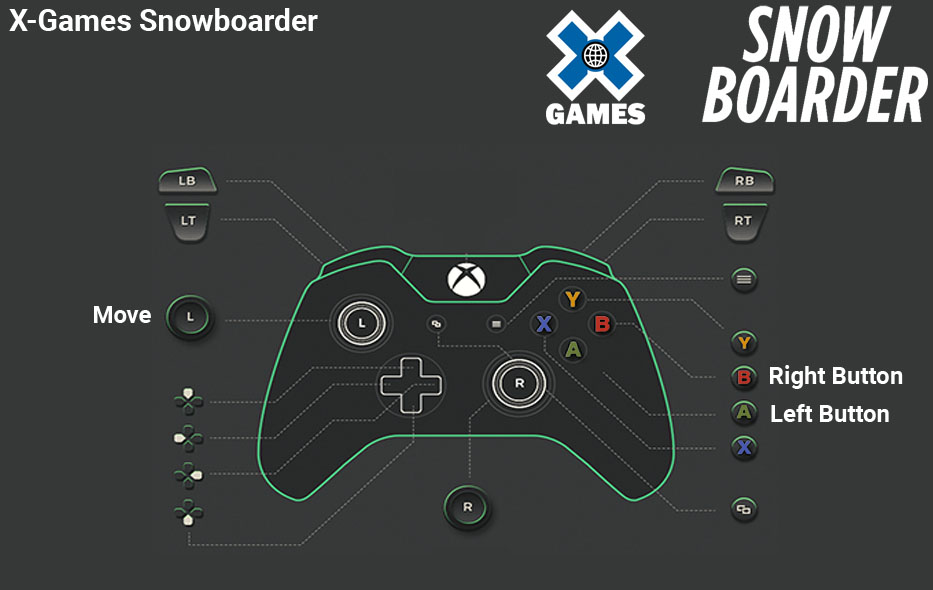 X-Games Snowboarder
GAMES
SNOW
BOARDER
LB
RB
LT
RT
Move
L
L
Y
X
B
A
R
Y
B Right Button
A Left Button
X
R